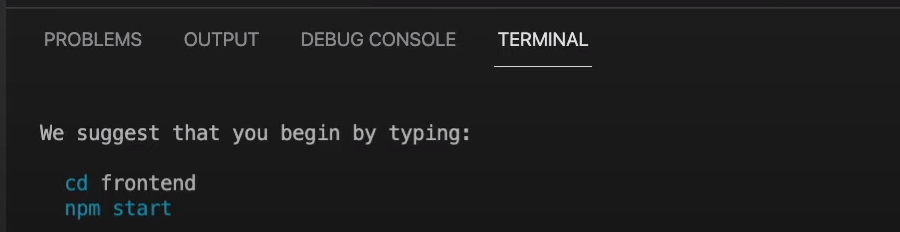 PROBLEMS OUTPUT DEBUG CONSOLE TERMINAL
We suggest that you begin by typing:
cd frontend
npm start